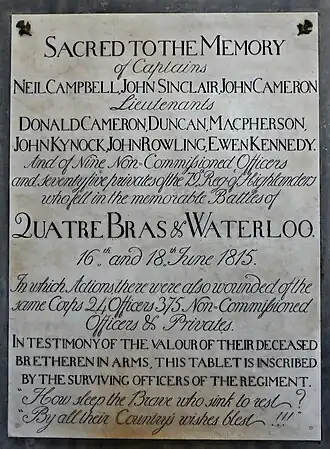 SACRED TO THE MEMORY
of Captains
NEIL CAMPBELL, JOHN SINCLAIR, JOHN CAMERON
Lieutenants
DONALD CAMERON, DUNCAN, MACPHERSON,
JOHN KYNOCK, JOHN ROWLING, EWEN KENNEDY.
And of Nine Non-Commissioned Officers
and seventy five privates of the 79 Regt. of Highlanders
who fell in the memorable Battles of
QUATRE BRAS & WATERLOO.
16th and 18th June 1815.
In which Actions there were also wounded of the
same Corps 24 Officers 375 Non-Commissioned
Officers & Privates.
IN TESTIMONY OF THE VALOUR OF THEIR DECEASED
BRETHEREN IN ARMS, THIS TABLET IS INSCRIBED
BY THE SURVIVING OFFICERS OF THE REGIMENT.
"How sleep the Brave who sink to rest?
"By all their Country's wishes blest!!!"